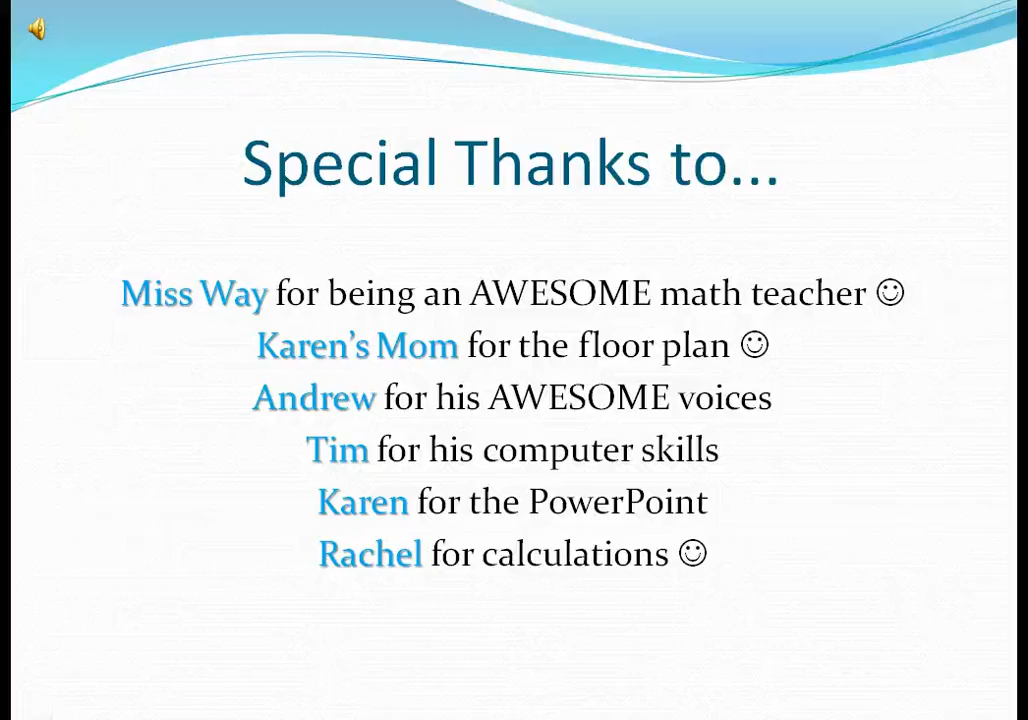 Special Thanks to...
Miss Way for being an AWESOME math teacher ☺
Karen’s Mom for the floor plan ☺
Andrew for his AWESOME voices
Tim for his computer skills
Karen for the PowerPoint
Rachel for calculations ☺